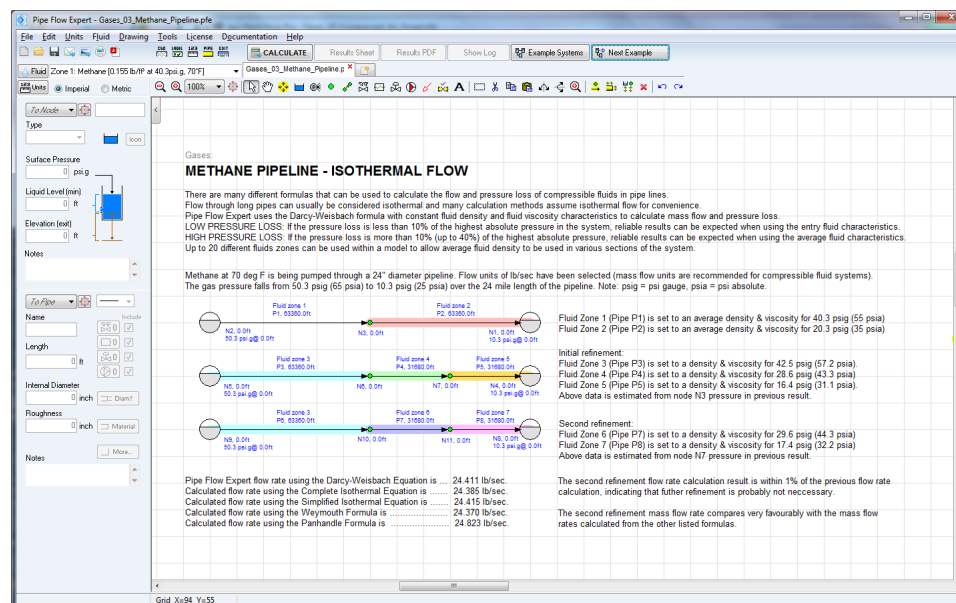 Pipe Flow Expert - Gases_03_Methane_Pipeline.pfe
File Edit Units Fluid Drawing Tools License Documentation Help
CALCULATE Results Sheet Results PDF Show Log Example Systems Next Example
Fluid Zone 1: Methane [0.155 lb/ft³ at 40.3psi.g, 70°F] Gases_03_Methane_Pipeline.p
Units Imperial Metric 100%
To Node
Type
Icon
Surface Pressure
0 psi.g
Liquid Level (min)
0 ft
Elevation (exit)
0 ft
Notes
To Pipe
Name Include
0
0
Length
0 ft 0
0
Internal Diameter
0 inch Diam?
Roughness
0 inch Material
More..
Notes
Gases:
METHANE PIPELINE - ISOTHERMAL FLOW
There are many different formulas that can be used to calculate the flow and pressure loss of compressible fluids in pipe lines.
Flow through long pipes can usually be considered isothermal and many calculation methods assume isothermal flow for convenience.
Pipe Flow Expert uses the Darcy-Weisbach formula with constant fluid density and fluid viscosity characteristics to calculate mass flow and pressure loss.
LOW PRESSURE LOSS: If the pressure loss is less than 10% of the highest absolute pressure in the system, reliable results can be expected when using the entry fluid characteristics.
HIGH PRESSURE LOSS: If the pressure loss is more than 10% (up to 40%) of the highest absolute pressure, reliable results can be expected when using the average fluid characteristics.
Up to 20 different fluids zones can be used within a model to allow average fluid density to be used in various sections of the system.
Methane at 70 deg F is being pumped through a 24" diameter pipeline. Flow units of lb/sec have been selected (mass flow units are recommended for compressible fluid systems).
The gas pressure falls from 50.3 psig (65 psia) to 10.3 psig (25 psia) over the 24 mile length of the pipeline. Note: psig = psi gauge, psia = psi absolute.
Fluid zone 1 Fluid zone 2
P1, 63360.0ft P2, 63360.0ft
N2, 0.0ft N3, 0.0ft N1, 0.0ft
50.3 psi.g@ 0.0ft 10.3 psi.g@ 0.0ft
Fluid Zone 1 (Pipe P1) is set to an average density & viscosity for 40.3 psig (55 psia)
Fluid Zone 2 (Pipe P2) is set to an average density & viscosity for 20.3 psig (35 psia)
Fluid zone 3 Fluid zone 4 Fluid zone 5
P3, 63360.0ft P4, 31680.0ft P5, 31680.0ft
N5, 0.0ft N6, 0.0ft N7, 0.0ft N4, 0.0ft
50.3 psi.g@ 0.0ft 10.3 psi.g@ 0.0ft
Initial refinement:
Fluid Zone 3 (Pipe P3) is set to a density & viscosity for 42.5 psig (57.2 psia).
Fluid Zone 4 (Pipe P4) is set to a density & viscosity for 28.6 psig (43.3 psia)
Fluid Zone 5 (Pipe P5) is set to a density & viscosity for 16.4 psig (31.1 psia)
Above data is estimated from node N3 pressure in previous result.
Fluid zone 3 Fluid zone 6 Fluid zone 7
P6, 63360.0ft P7, 31680.0ft P8, 31680.0ft
N9, 0.0ft N10, 0.0ft N11, 0.0ft N8, 0.0ft
50.3 psi.g@ 0.0ft 10.3 psi.g@ 0.0ft
Second refinement:
Fluid Zone 6 (Pipe P7) is set to a density & viscosity for 29.6 psig (44.3 psia)
Fluid Zone 7 (Pipe P8) is set to a density & viscosity for 17.4 psig (32.2 psia)
Above data is estimated from node N7 pressure in previous result.
Pipe Flow Expert flow rate using the Darcy-Weisbach Equation is ... 24.411 lb/sec.
Calculated flow rate using the Complete Isothermal Equation is ....... 24.385 lb/sec.
Calculated flow rate using the Simplified Isothermal Equation is ...... 24.415 lb/sec.
Calculated flow rate using the Weymouth Formula is ...................... 24.370 lb/sec.
Calculated flow rate using the Panhandle Formula is ..................... 24.823 lb/sec.
The second refinement flow rate calculation result is within 1% of the previous flow rate
calculation, indicating that futher refinement is probably not neccessary.
The second refinement mass flow rate compares very favourably with the mass flow
rates calculated from the other listed formulas.
Grid X=94 Y=55